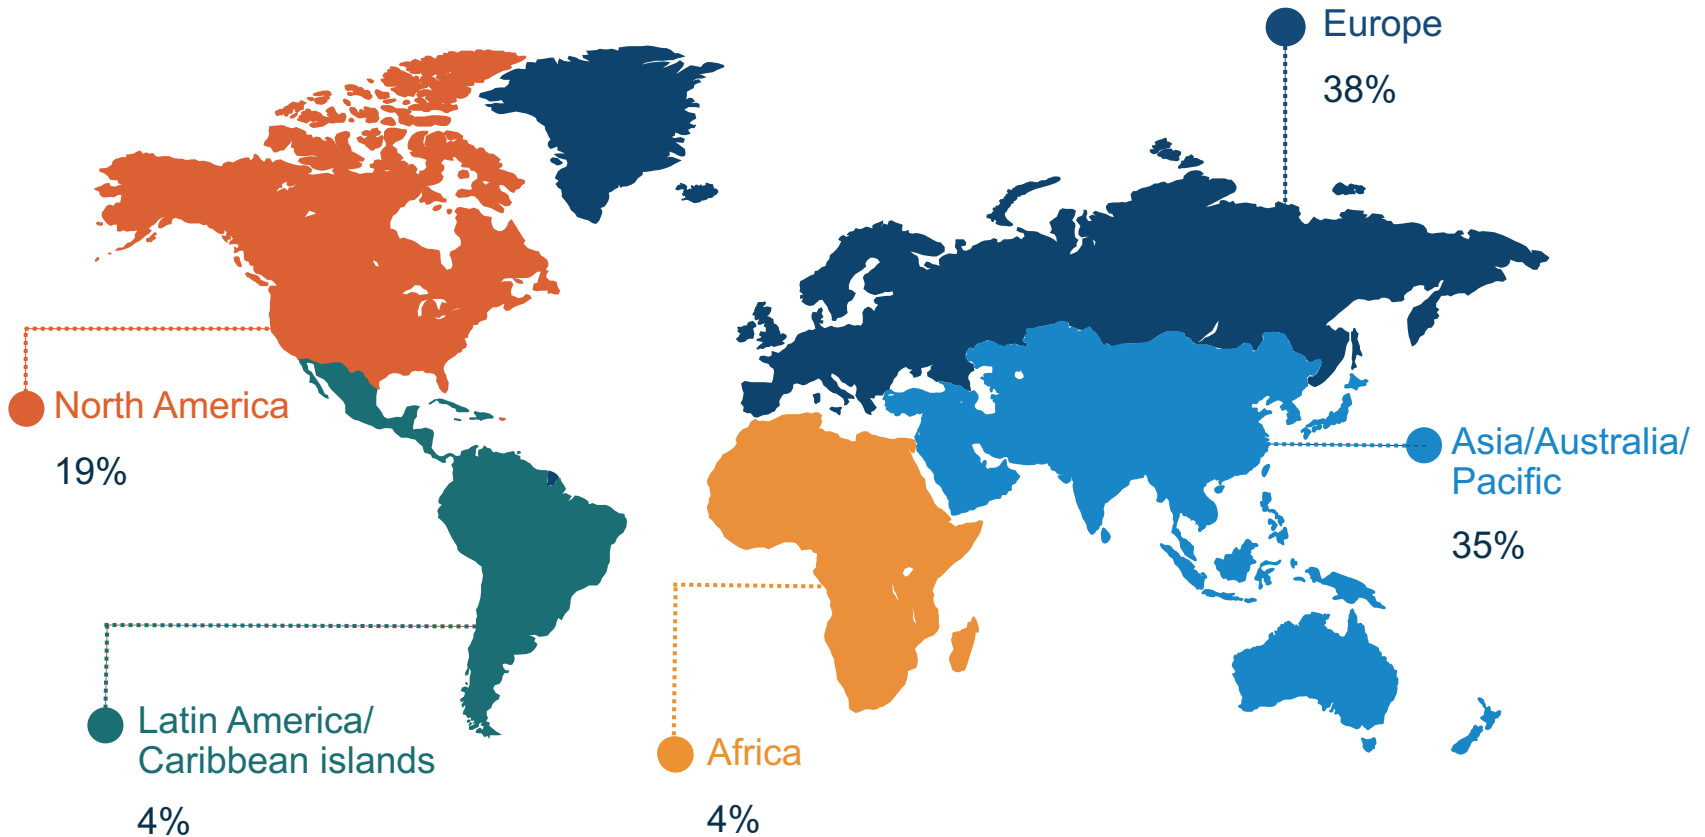 Europe
38%
North America
19%
Asia/Australia/
Pacific
35%
Latin America/
Caribbean islands
4%
Africa
4%